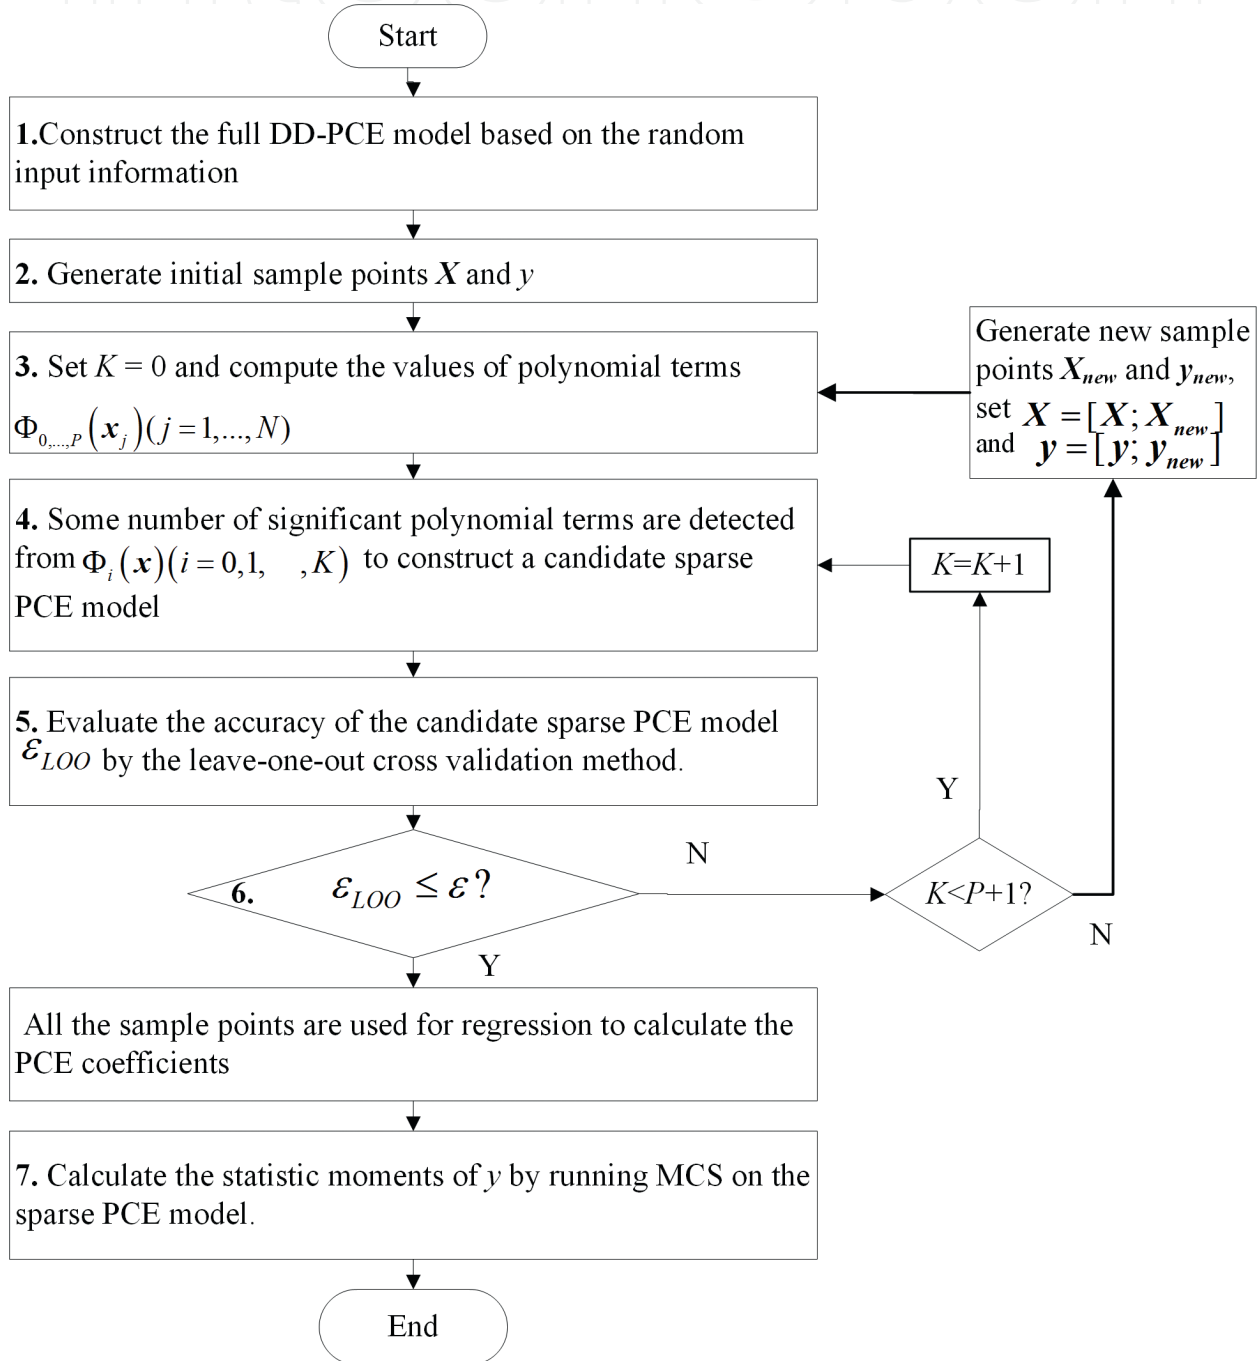 Start
1.Construct the full DD-PCE model based on the random
input information
2. Generate initial sample points X and y
3. Set K = 0 and compute the values of polynomial terms
Φ0,...,P(xj)(j=1,...,N)
Generate new sample
points Xnew and ynew,
set X=[X;Xnew]
and y=[y;ynew]
4. Some number of significant polynomial terms are detected
from Φi(x)(i=0,1, ,K) to construct a candidate sparse
PCE model
K=K+1
5. Evaluate the accuracy of the candidate sparse PCE model
εLOO by the leave-one-out cross validation method.
Y
N
6. εLOO ≤ ε?
K<P+1?
N
Y
All the sample points are used for regression to calculate the
PCE coefficients
7. Calculate the statistic moments of y by running MCS on the
sparse PCE model.
End